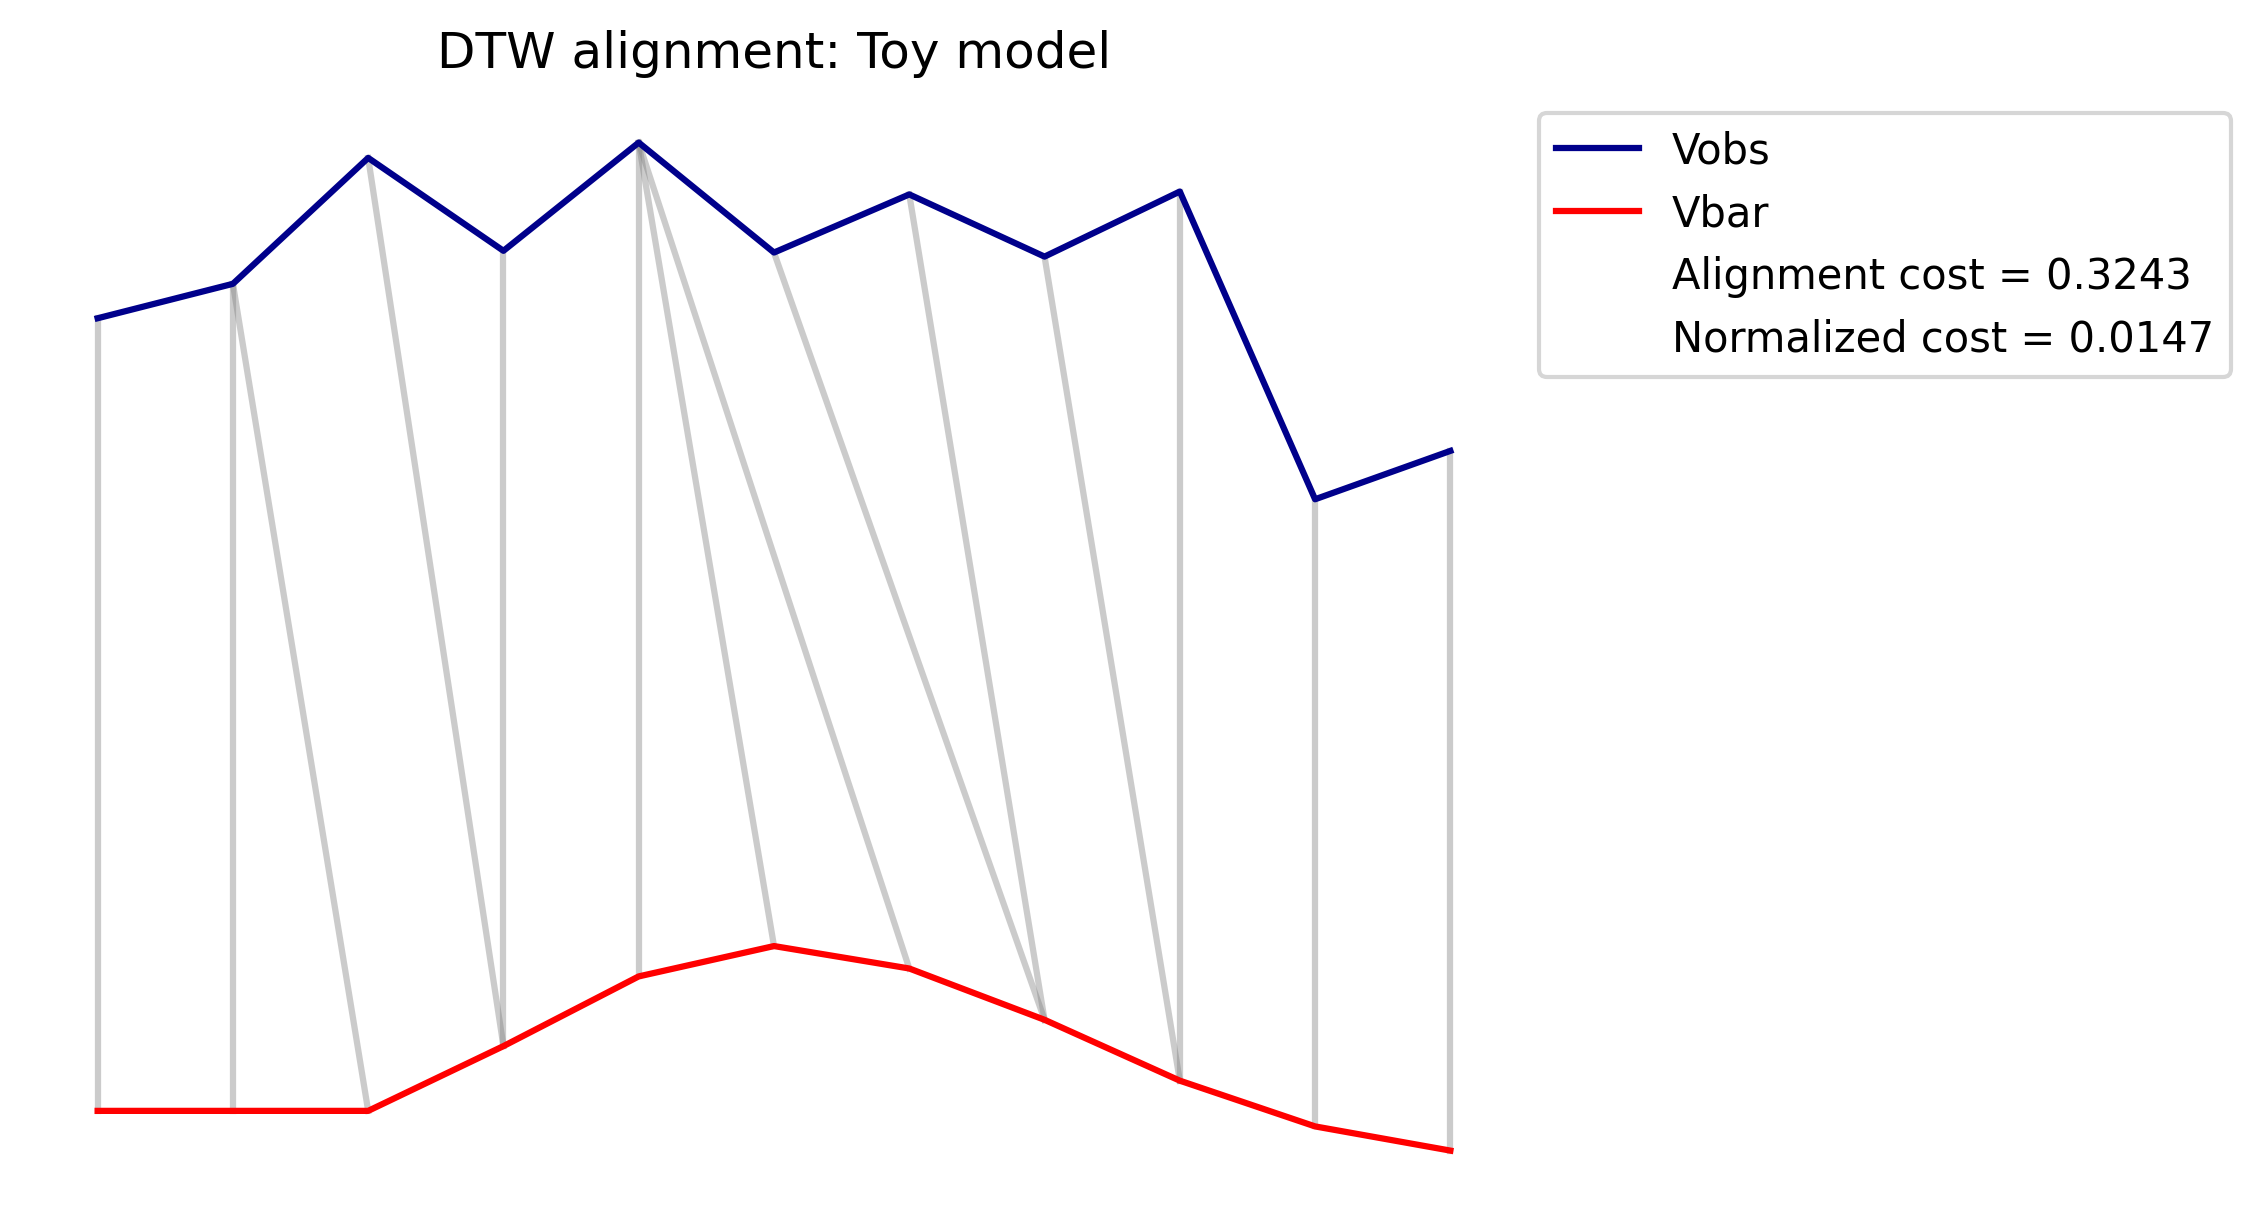 DTW alignment: Toy model
Vobs
Vbar
Alignment cost = 0.3243
Normalized cost = 0.0147